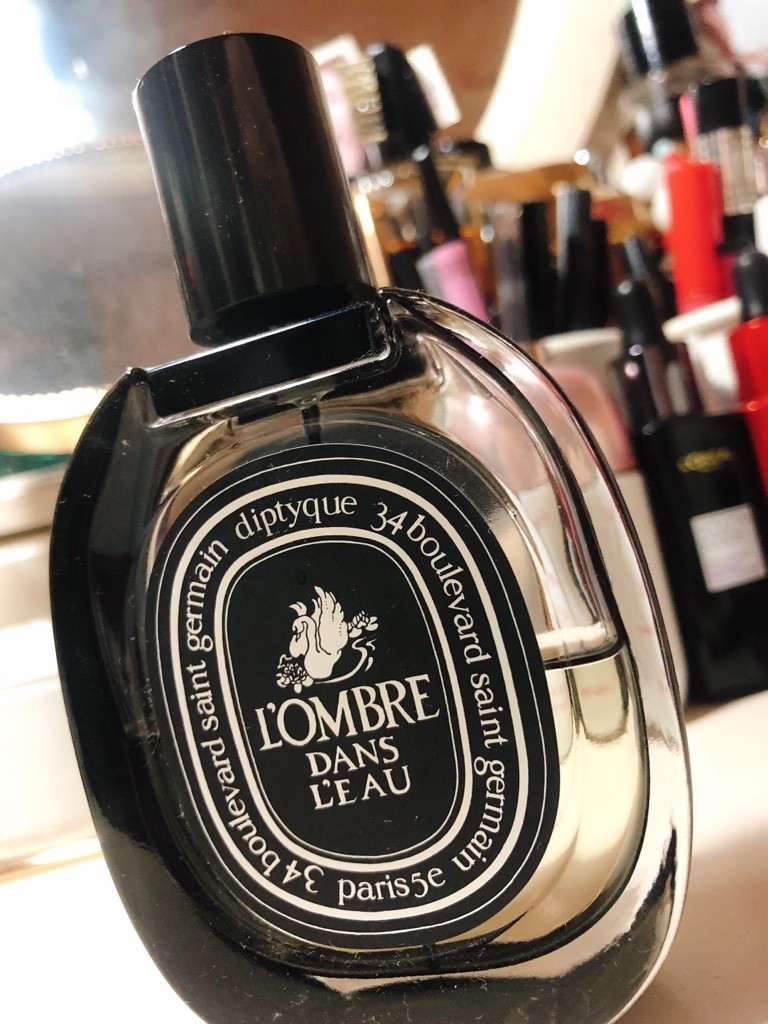 diptyque 34 boulevard saint germain
paris5e
34 boulevard saint germain
L'OMBRE
DANS
L'EAU